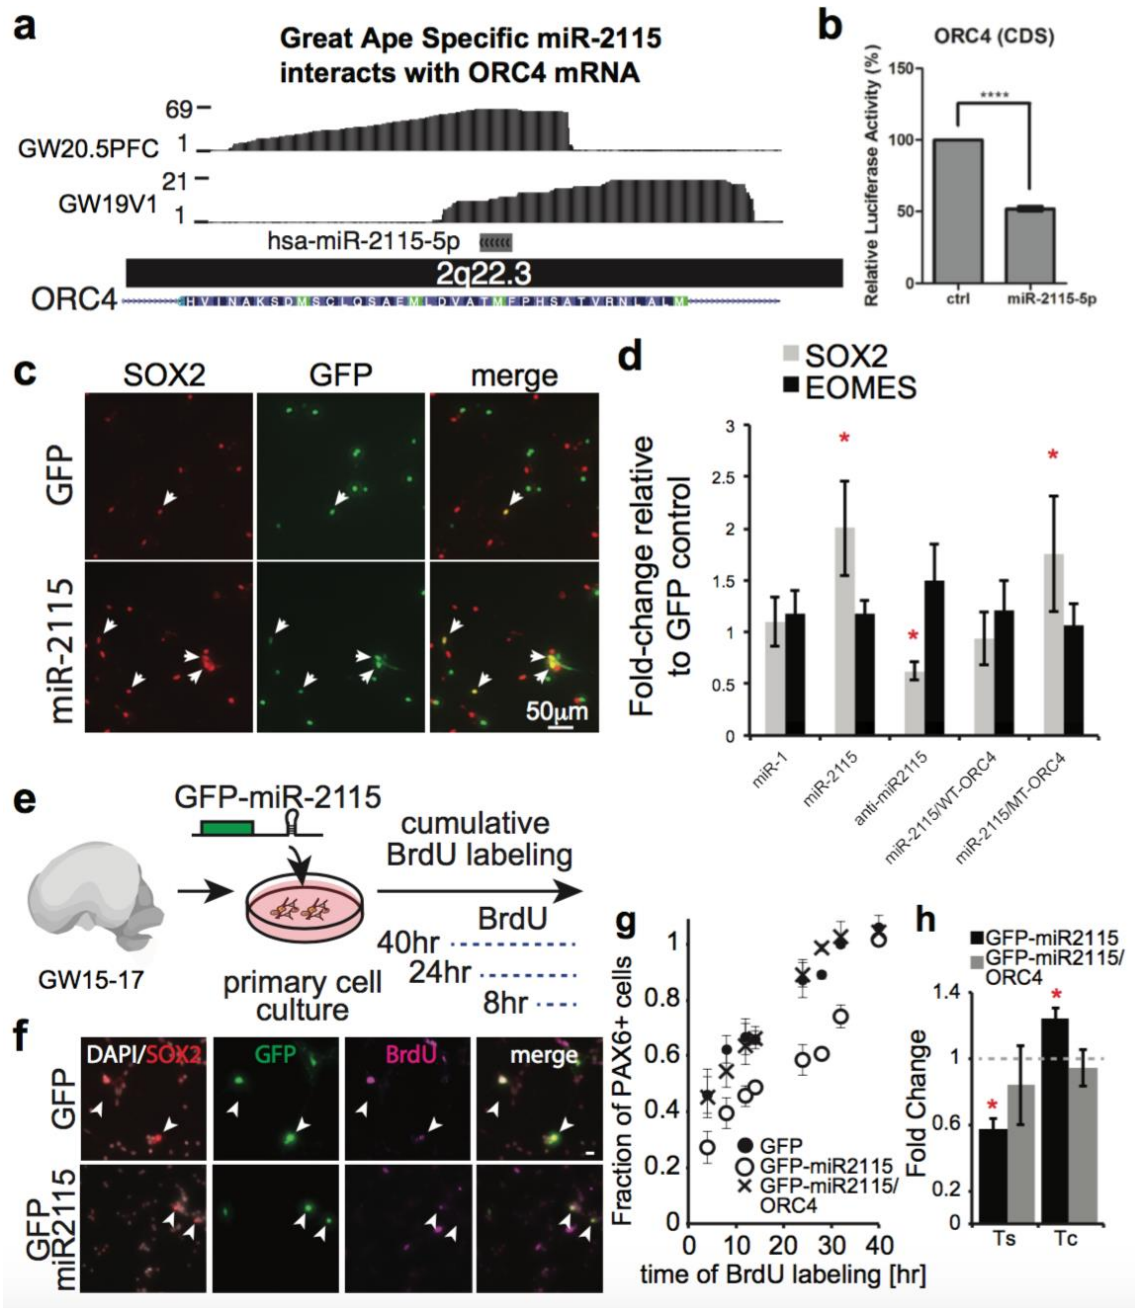 a
Great Ape Specific miR-2115
interacts with ORC4 mRNA
69
1
GW20.5PFC
21
1
GW19V1
hsa-miR-2115-5p
2q22.3
ORC4
H V I N A K S D M S C L Q S A E M L D V A T M F P H S A T V R N L A L M
b
ORC4 (CDS)
Relative Luciferase Activity (%)
150
100
50
0
****
ctrl
miR-2115-5p
c
SOX2
GFP
merge
GFP
miR-2115
50μm
d
SOX2
EOMES
Fold-change relative
to GFP control
3
2.5
2
1.5
1
0.5
0
*
*
*
miR-1
miR-2115
anti-miR2115
miR-2115/WT-ORC4
miR-2115/MT-ORC4
e
GFP-miR-2115
cumulative
BrdU labeling
BrdU
40hr
24hr
8hr
GW15-17
primary cell
culture
f
DAPI/SOX2
GFP
BrdU
merge
GFP
GFP
miR2115
g
Fraction of PAX6+ cells
1
0.8
0.6
0.4
0.2
0
GFP
GFP-miR2115
GFP-miR2115/
ORC4
0 10 20 30 40
time of BrdU labeling [hr]
h
GFP-miR2115
GFP-miR2115/
ORC4
Fold Change
1.4
1
0.6
0.2
0
*
*
Ts
Tc